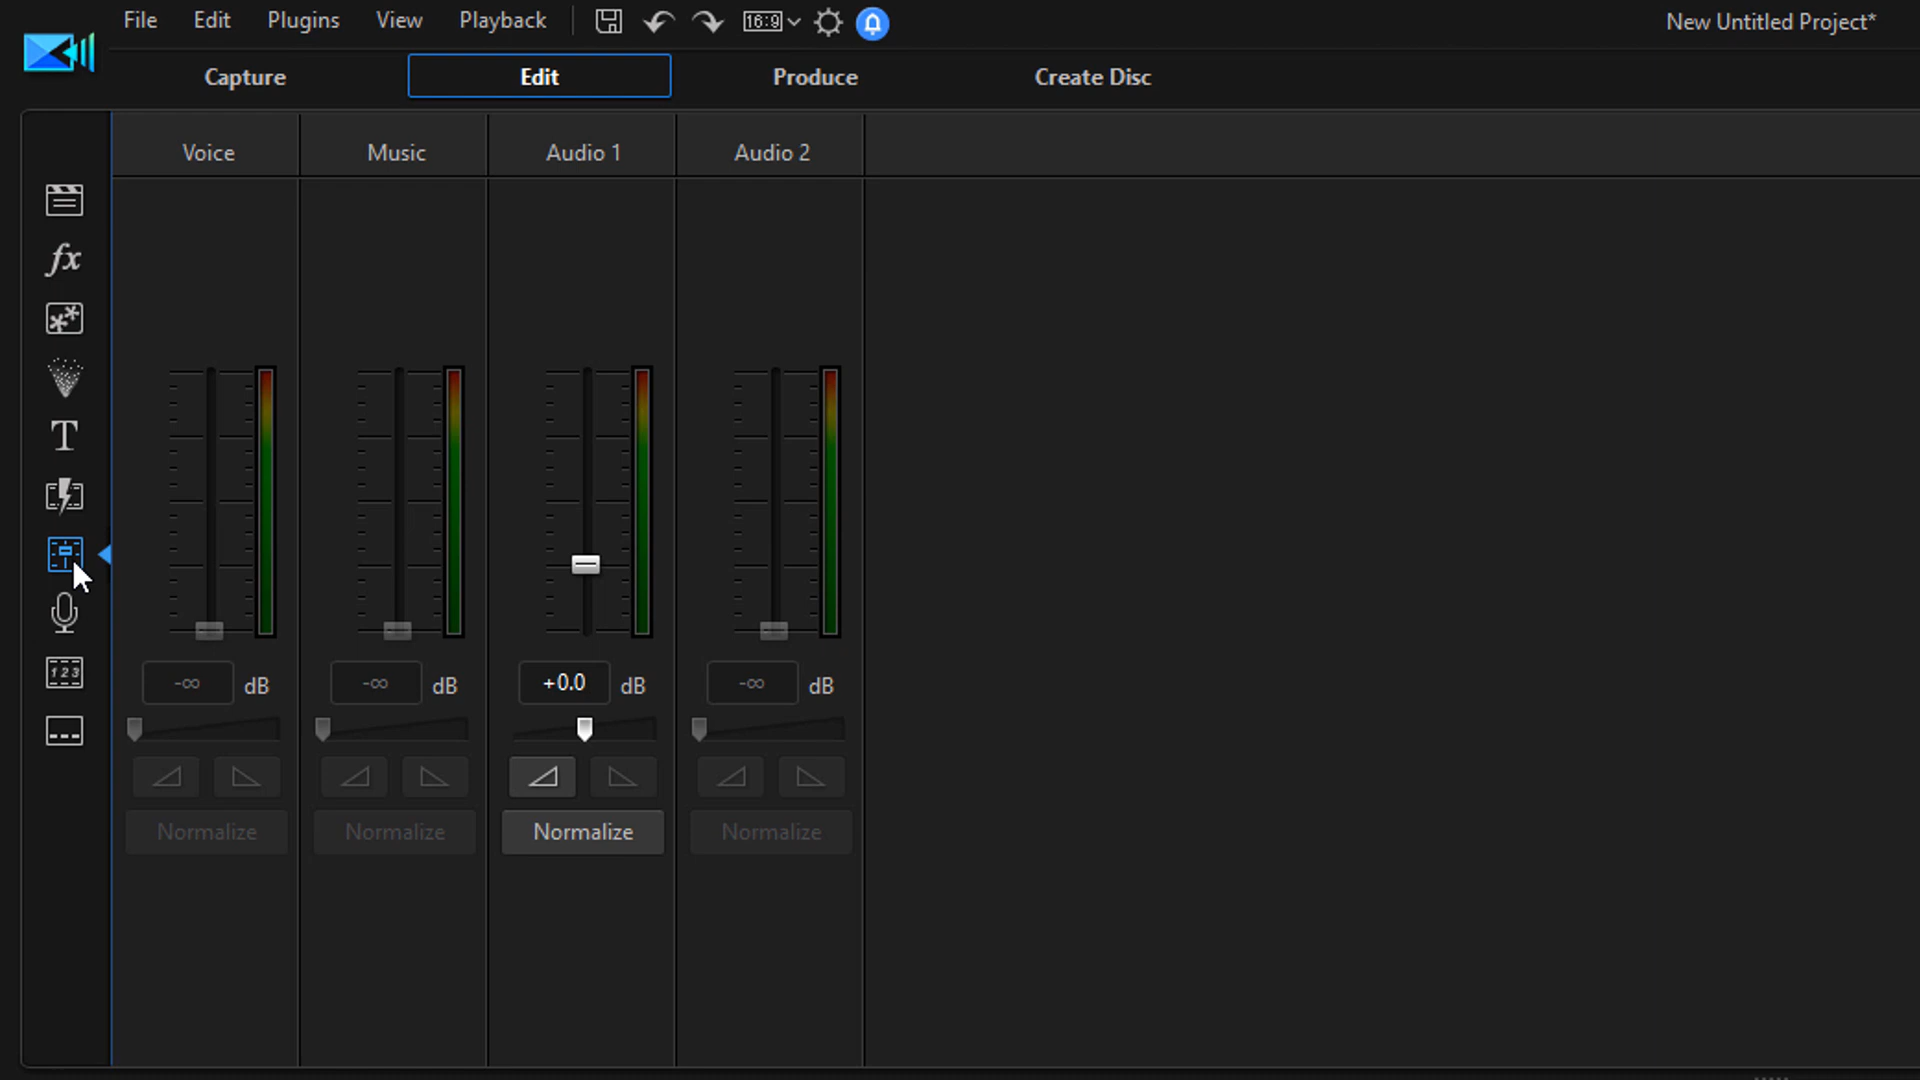 File Edit Plugins View Playback 16:9 New Untitled Project*
Capture Edit Produce Create Disc
Voice Music Audio 1 Audio 2
fx
T
123
-∞ dB -∞ dB +0.0 dB -∞ dB
Normalize Normalize Normalize Normalize